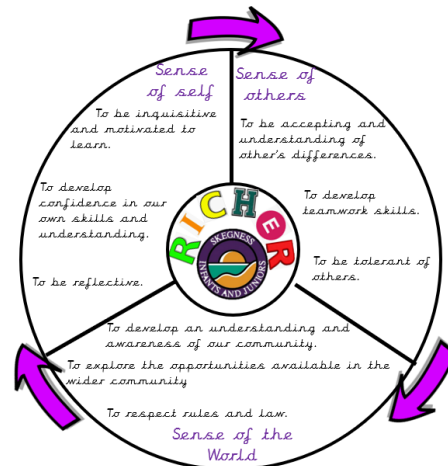 Sense
of self
To be inquisitive
and motivated to
learn.
To develop
confidence in our
own skills and
understanding.
To be reflective.
Sense of
others
To be accepting and
understanding of
other's differences.
To develop
teamwork skills.
To be tolerant of
others.
RICHER
SKEGNESS
INFANTS AND JUNIORS
To develop an understanding and
awareness of our community.
To explore the opportunities available in the
wider community
To respect rules and law.
Sense of the
World